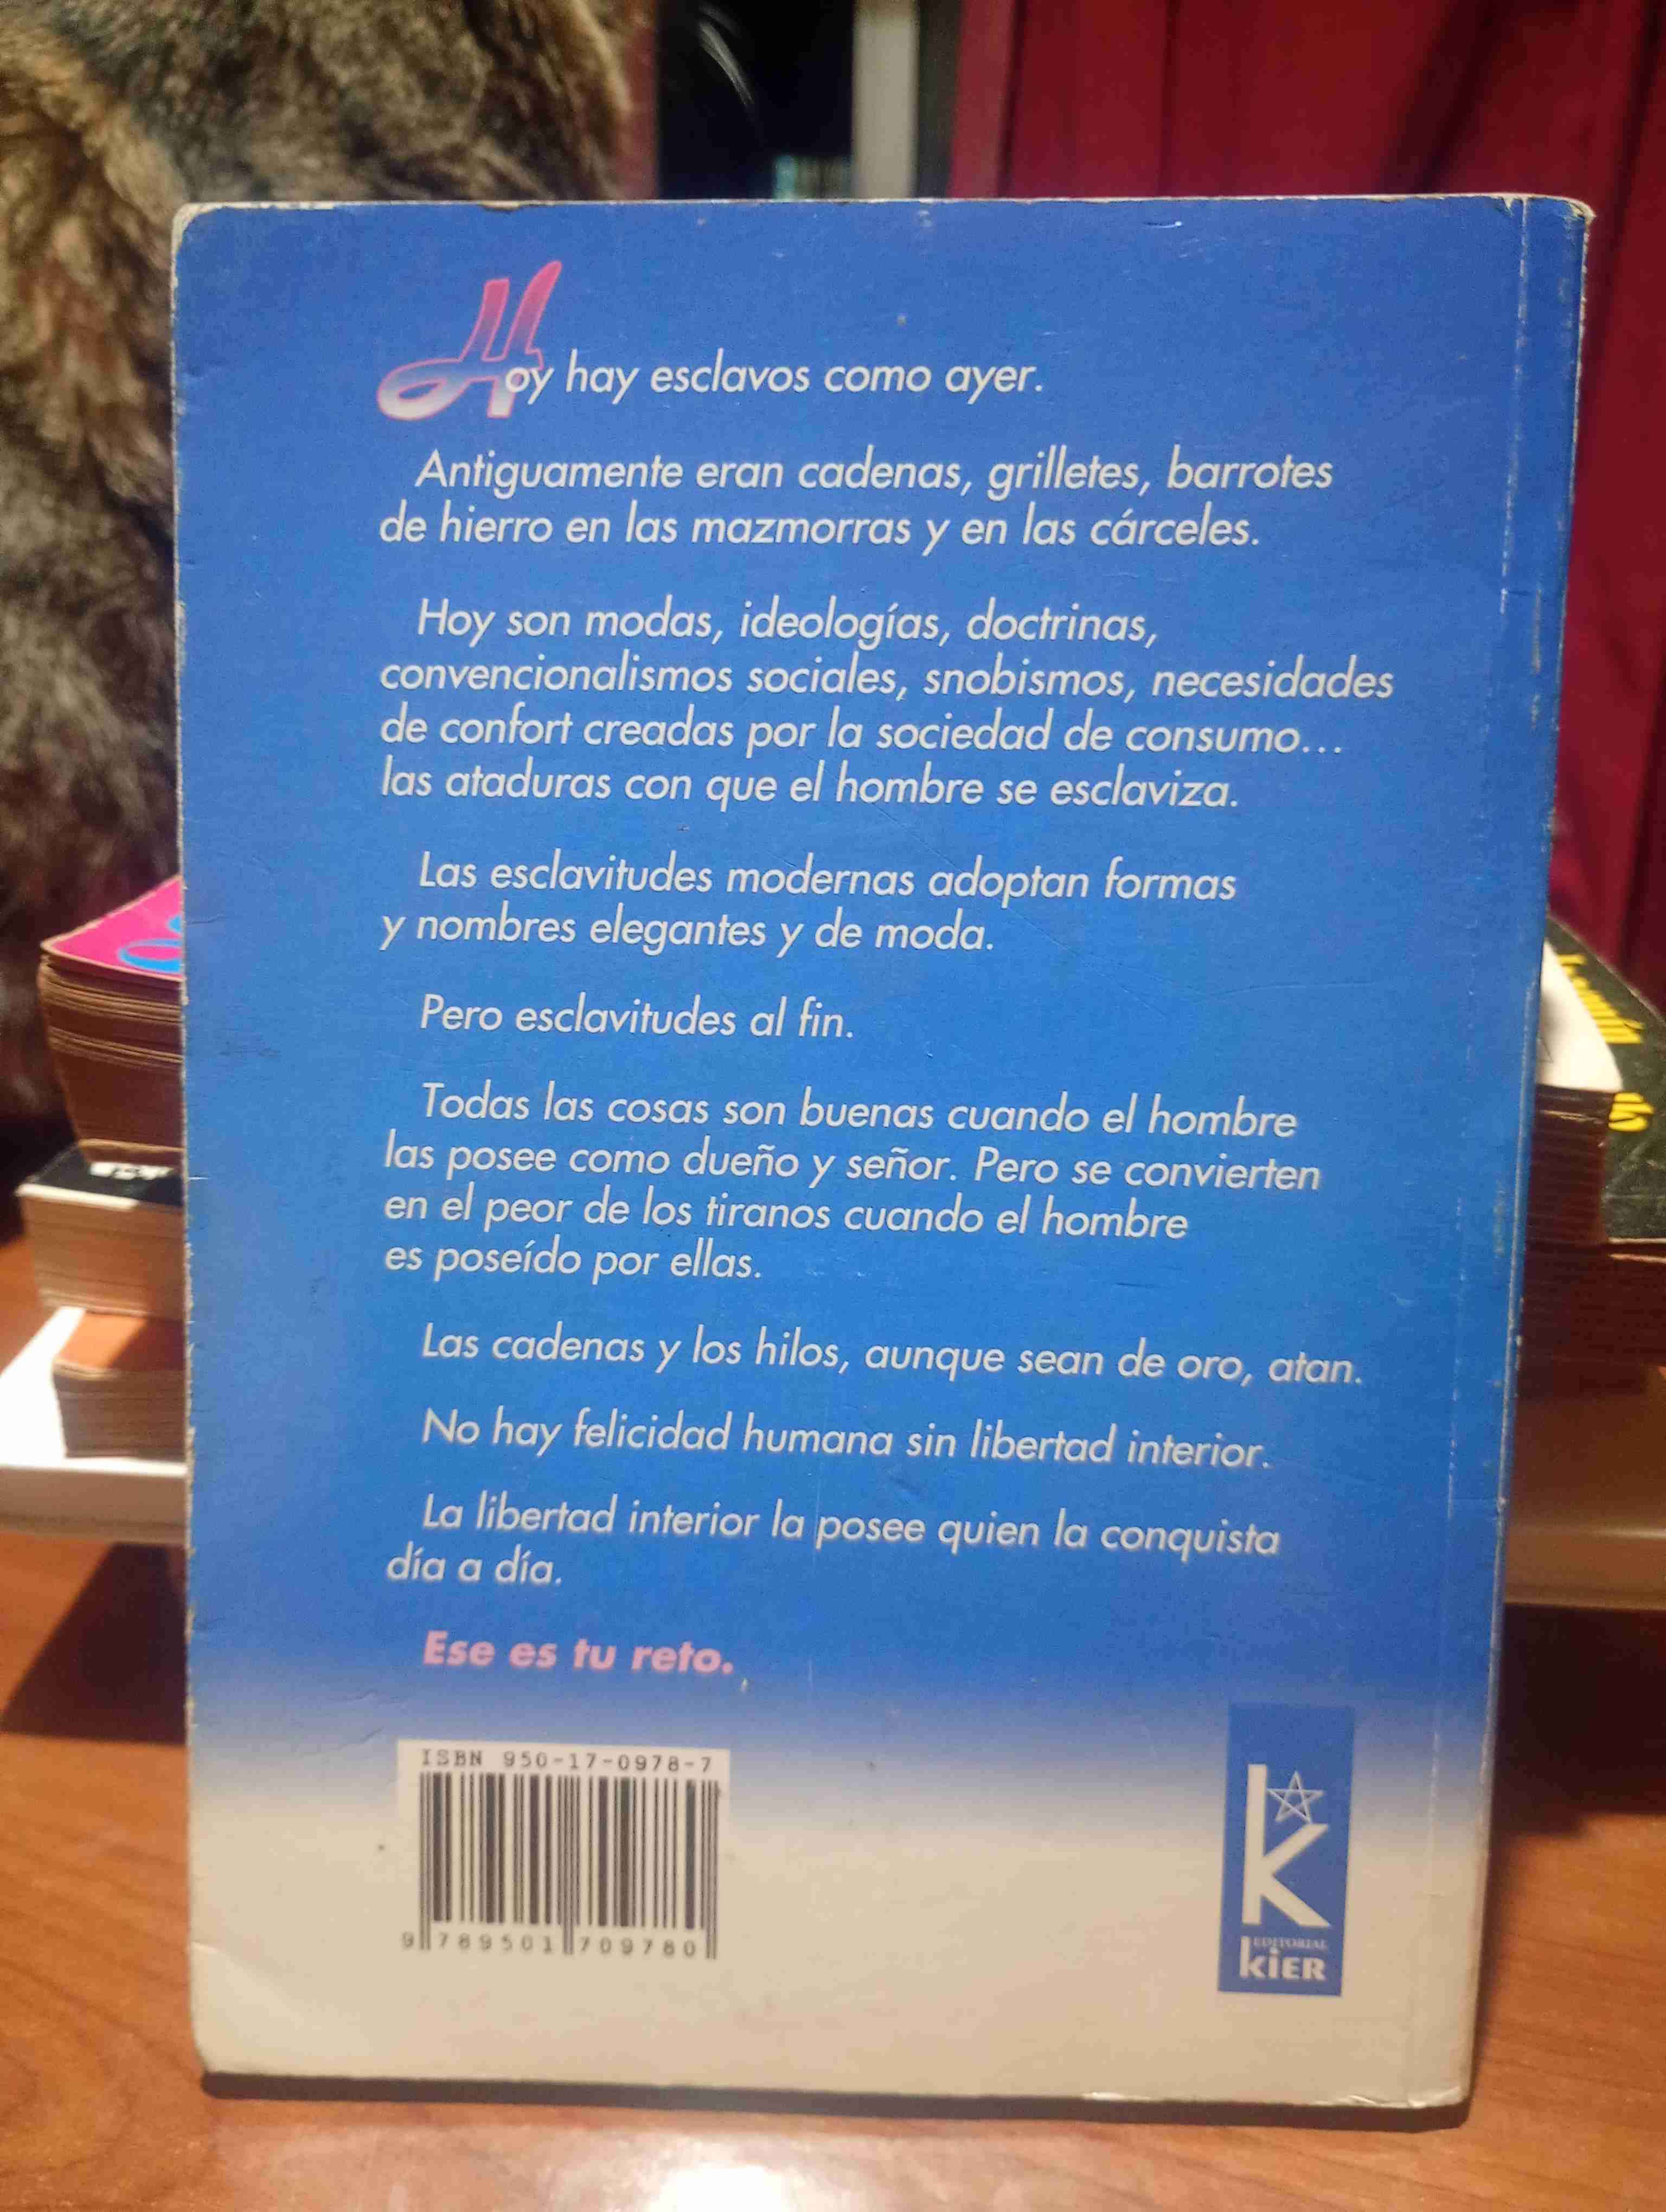 Hoy hay esclavos como ayer.
Antiguamente eran cadenas, grilletes, barrotes
de hierro en las mazmorras y en las cárceles.
Hoy son modas, ideologías, doctrinas,
convencionalismos sociales, snobismos, necesidades
de confort creadas por la sociedad de consumo...
las ataduras con que el hombre se esclaviza.
Las esclavitudes modernas adoptan formas
y nombres elegantes y de moda.
Pero esclavitudes al fin.
Todas las cosas son buenas cuando el hombre
las posee como dueño y señor. Pero se convierten
en el peor de los tiranos cuando el hombre
es poseído por ellas.
Las cadenas y los hilos, aunque sean de oro, atan.
No hay felicidad humana sin libertad interior.
La libertad interior la posee quien la conquista
día a día.
Ese es tu reto.
ISBN 950-17-0978-7
9 789501 709780
k
EDITORIAL
kier